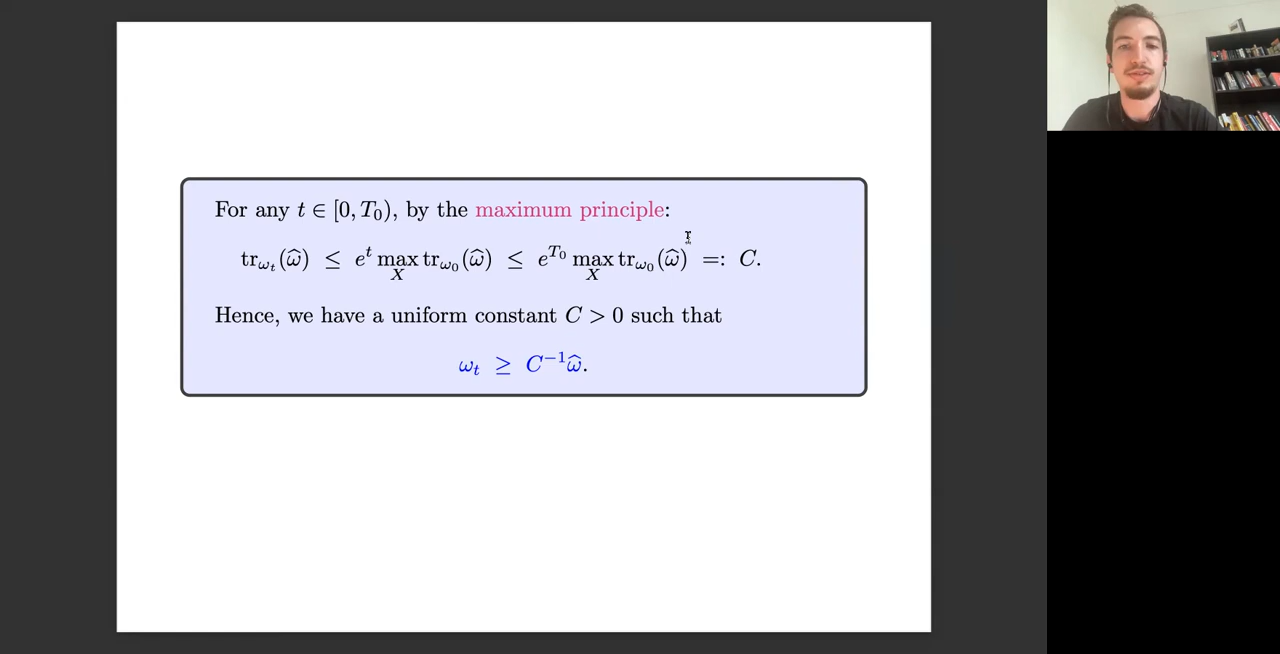 For any t ∈ [0, T₀), by the maximum principle:
tr_{ω_t}(ω̂) ≤ e^t max_X tr_{ω_0}(ω̂) ≤ e^{T_0} max_X tr_{ω_0}(ω̂) =: C.
Hence, we have a uniform constant C > 0 such that
ω_t ≥ C^{-1}ω̂.